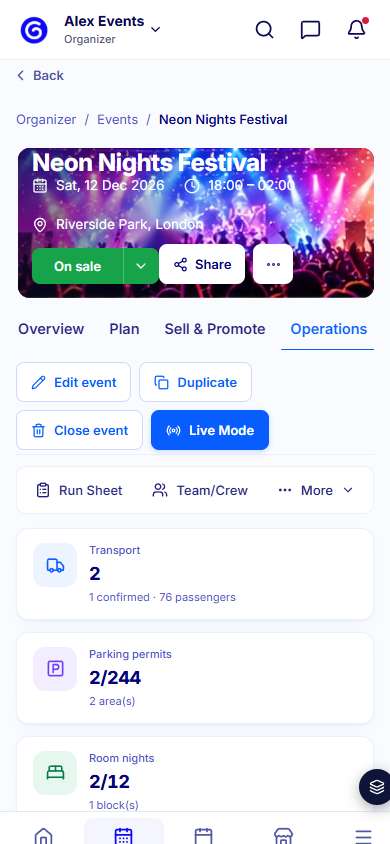 Alex Events
Organizer
Back
Organizer / Events / Neon Nights Festival
Neon Nights Festival
Sat, 12 Dec 2026 18:00 – 02:00
Riverside Park, London
On sale Share
Overview Plan Sell & Promote Operations
Edit event Duplicate
Close event Live Mode
Run Sheet Team/Crew More
Transport
2
1 confirmed · 76 passengers
Parking permits
2/244
2 area(s)
Room nights
2/12
1 block(s)